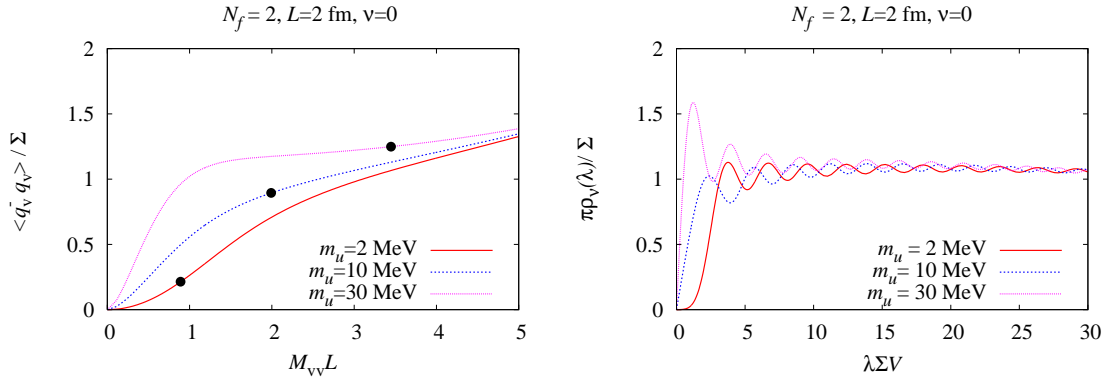 N_f = 2, L=2 fm, ν=0
2
1.5
1
0.5
0
<q̄_v q_v> / Σ
m_u=2 MeV
m_u=10 MeV
m_u=30 MeV
0 1 2 3 4 5
M_vv L
N_f = 2, L=2 fm, ν=0
2
1.5
1
0.5
0
πρ_ν(λ)/ Σ
m_u = 2 MeV
m_u = 10 MeV
m_u = 30 MeV
0 5 10 15 20 25 30
λΣV